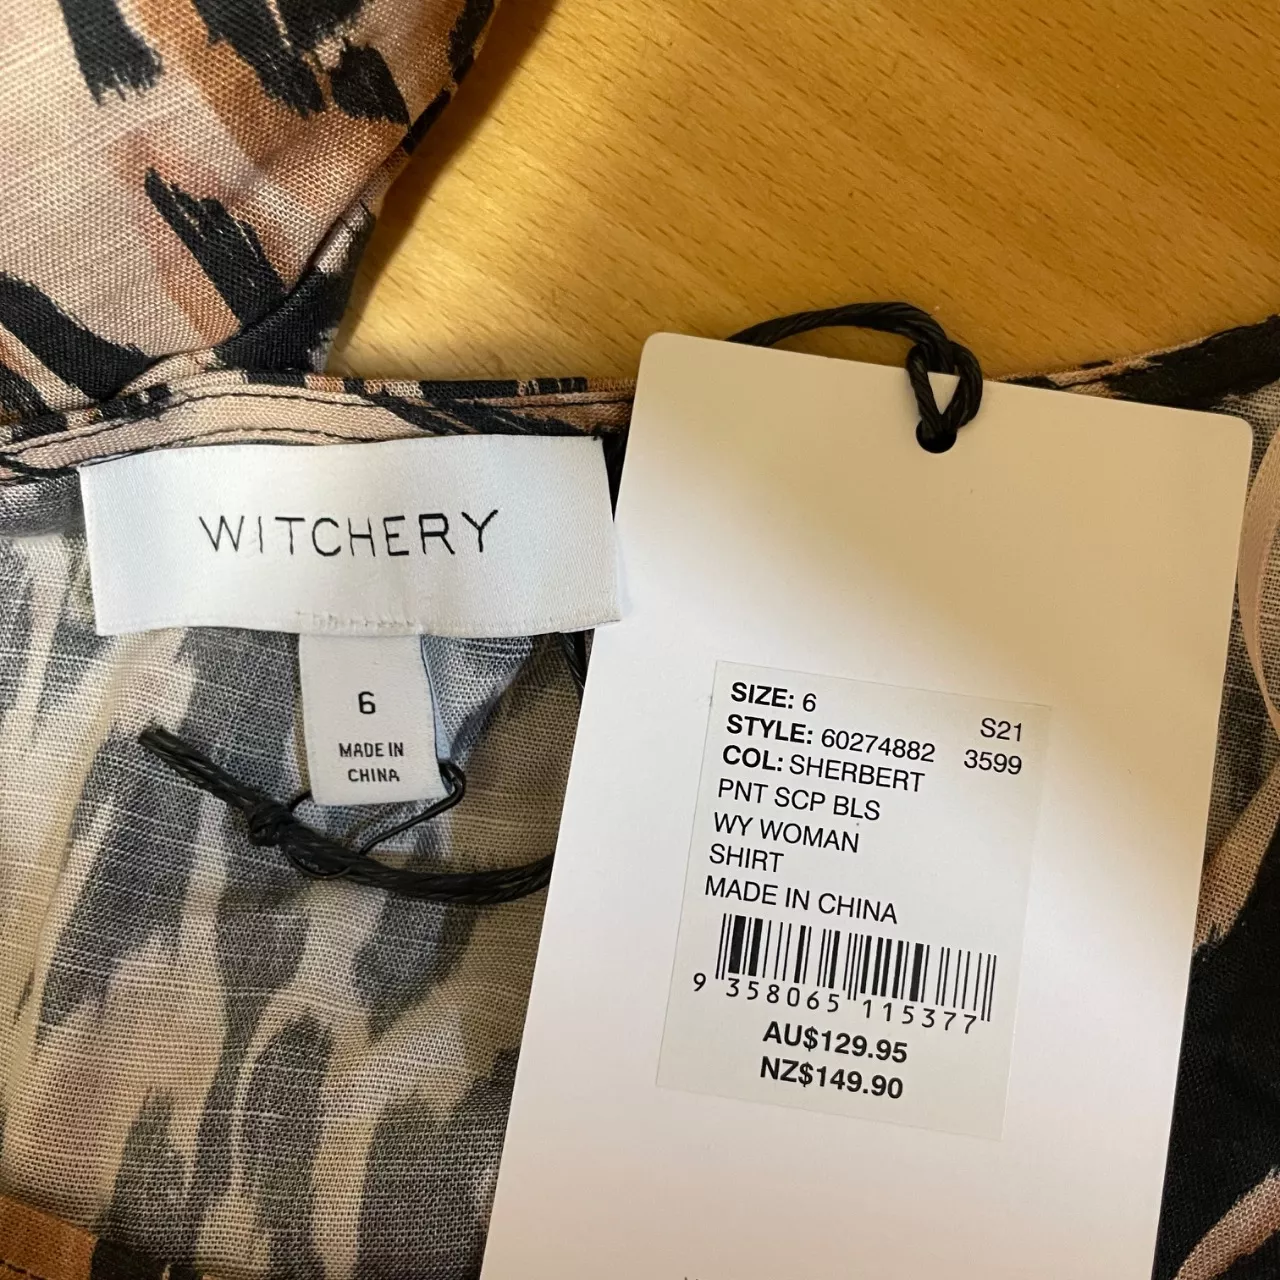 WITCHERY
6
MADE IN
CHINA
SIZE: 6 S21
STYLE: 60274882 3599
COL: SHERBERT
PNT SCP BLS
WY WOMAN
SHIRT
MADE IN CHINA
9 358065 115377
AU$129.95
NZ$149.90